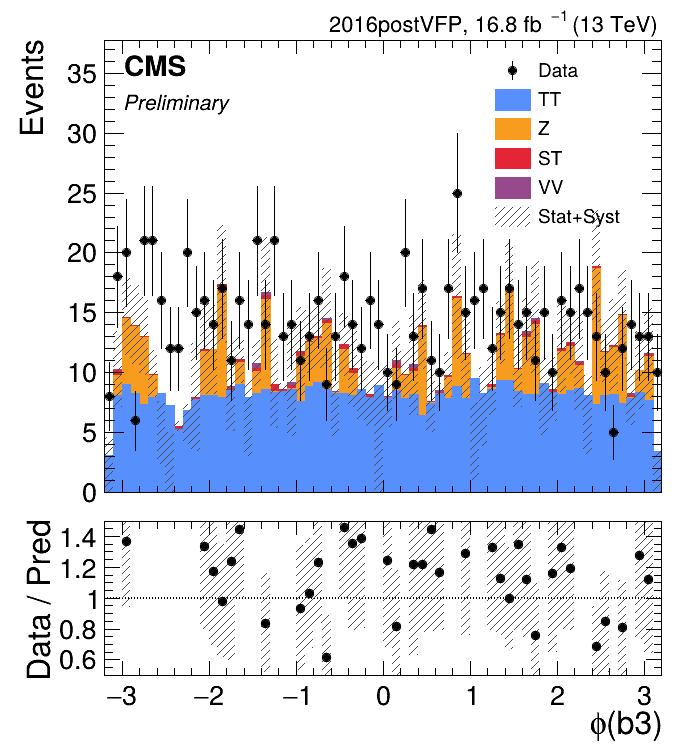 2016postVFP, 16.8 fb⁻¹ (13 TeV)
Events
CMS
Preliminary
Data
TT
Z
ST
VV
Stat+Syst
35
30
25
20
15
10
5
0
Data / Pred
1.4
1.2
1
0.8
0.6
−3 −2 −1 0 1 2 3
ϕ(b3)